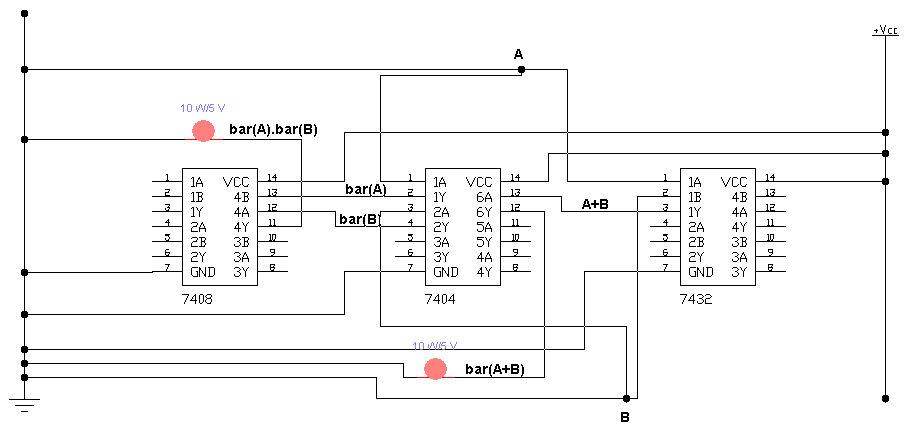 A
+Vcc
10 W/5 V
bar(A).bar(B)
1 1A VCC 14
2 1B 4B 13
3 1Y 4A 12
4 2A 4Y 11
5 2B 3B 10
6 2Y 3A 9
7 GND 3Y 8
7408
bar(A)
bar(B)
1 1A VCC 14
2 1Y 6A 13
3 2A 6Y 12
4 2Y 5A 11
5 3A 5Y 10
6 3Y 4A 9
7 GND 4Y 8
7404
A+B
1 1A VCC 14
2 1B 4B 13
3 1Y 4A 12
4 2A 4Y 11
5 2B 3B 10
6 2Y 3A 9
7 GND 3Y 8
7432
10 W/5 V
bar(A+B)
B